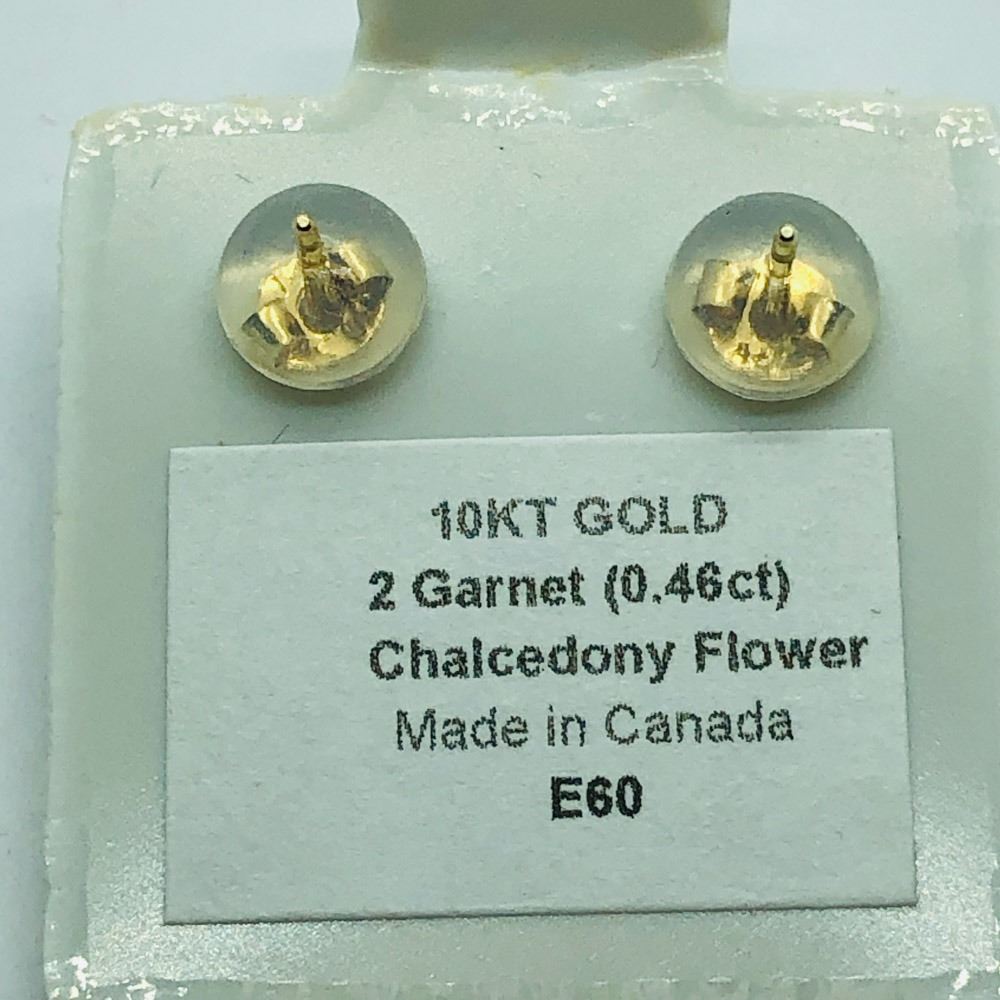 10KT GOLD
2 Garnet (0.46ct)
Chalcedony Flower
Made in Canada
E60